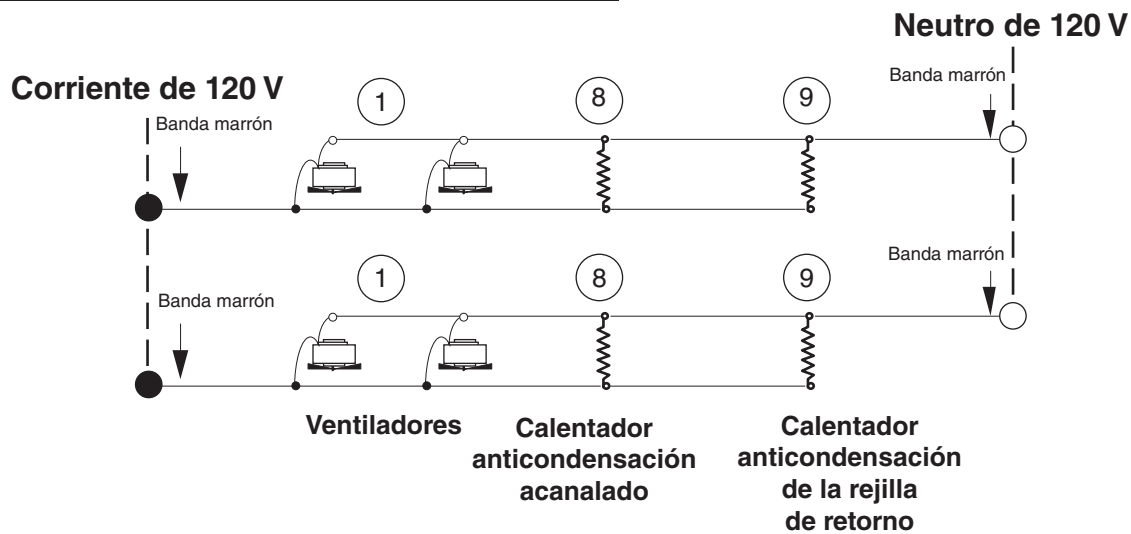 Neutro de 120 V
Corriente de 120 V
Banda marrón
Banda marrón
1
8
9
Banda marrón
Banda marrón
1
8
9
Ventiladores
Calentador
anticondensación
acanalado
Calentador
anticondensación
de la rejilla
de retorno